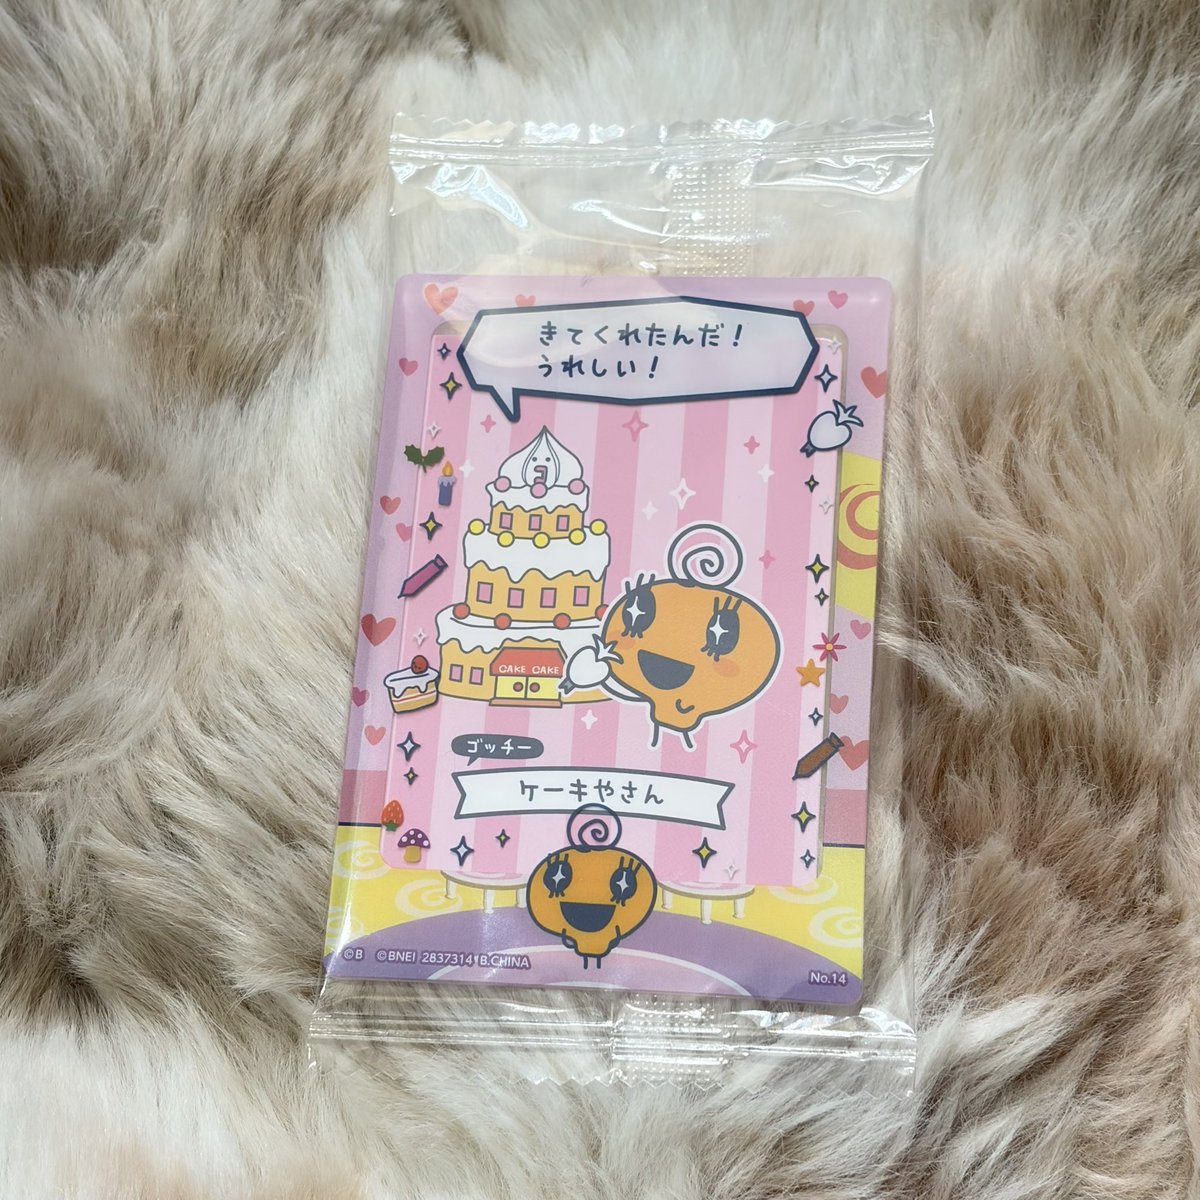 きてくれたんだ!
うれしい!
CAKE CAKE
ゴッチー
ケーキやさん
©B ©BNEI 2837314 B.CHINA
No.14